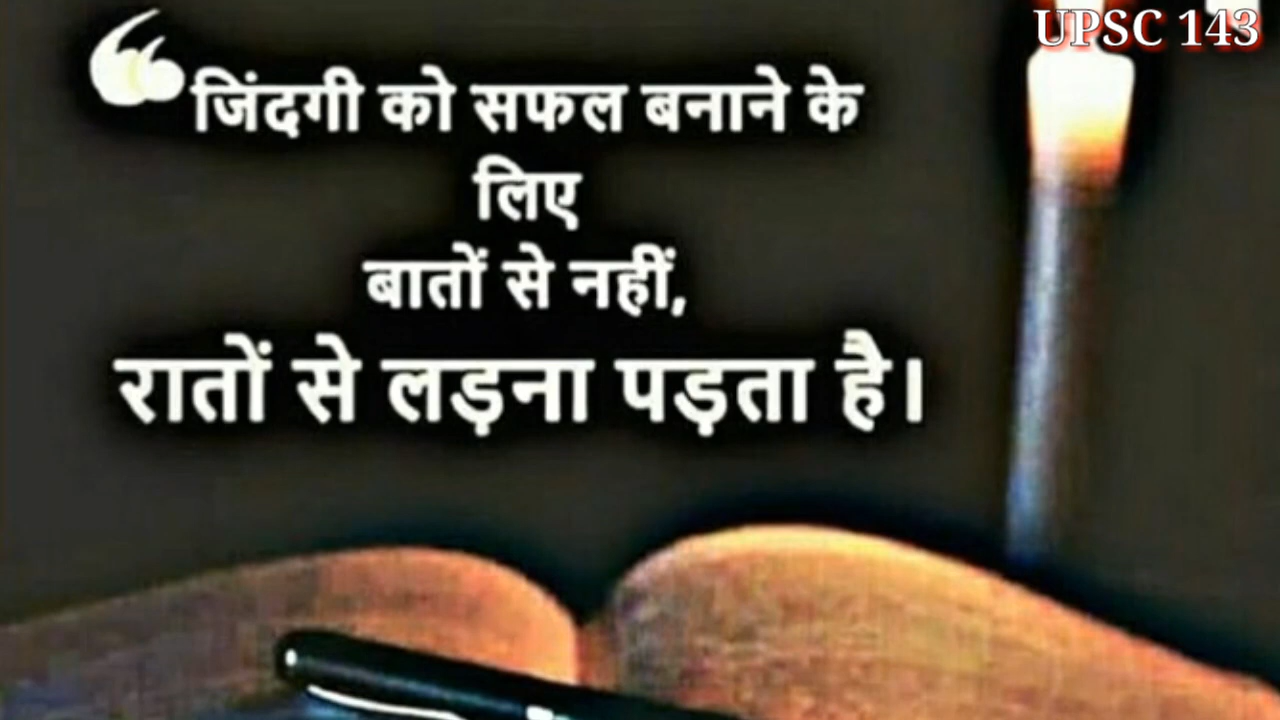 UPSC 143
❝जिंदगी को सफल बनाने के
लिए
बातों से नहीं,
रातों से लड़ना पड़ता है।